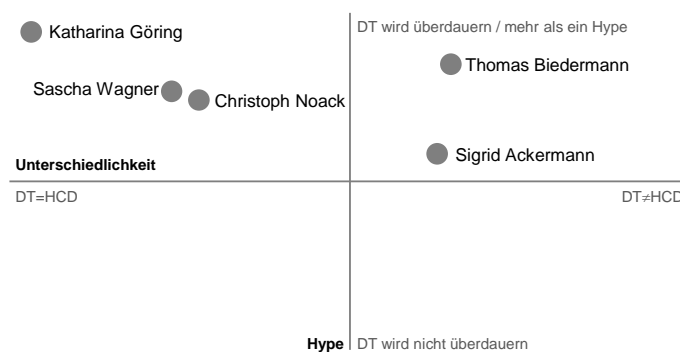 Katharina Göring
DT wird überdauern / mehr als ein Hype
Thomas Biedermann
Sascha Wagner
Christoph Noack
Sigrid Ackermann
Unterschiedlichkeit
DT=HCD
DT≠HCD
Hype
DT wird nicht überdauern